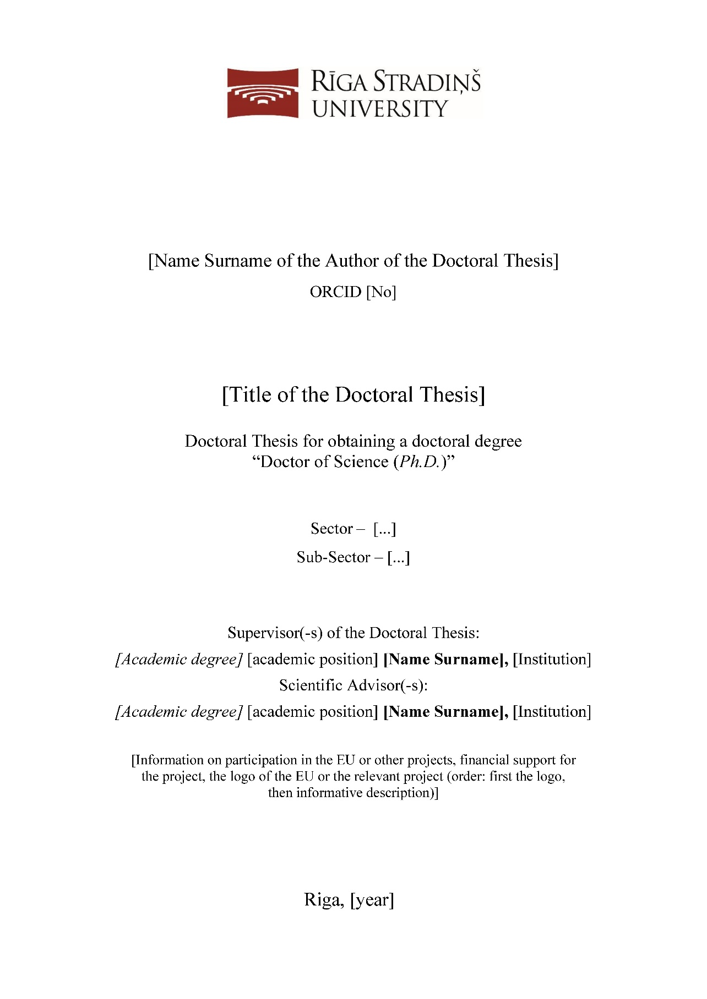 RĪGA STRADIŅŠ
UNIVERSITY
[Name Surname of the Author of the Doctoral Thesis]
ORCID [No]
[Title of the Doctoral Thesis]
Doctoral Thesis for obtaining a doctoral degree
“Doctor of Science (Ph.D.)”
Sector –  [...]
Sub-Sector – [...]
Supervisor(-s) of the Doctoral Thesis:
[Academic degree] [academic position] [Name Surname], [Institution]
Scientific Advisor(-s):
[Academic degree] [academic position] [Name Surname], [Institution]
[Information on participation in the EU or other projects, financial support for
the project, the logo of the EU or the relevant project (order: first the logo,
then informative description)]
Riga, [year]